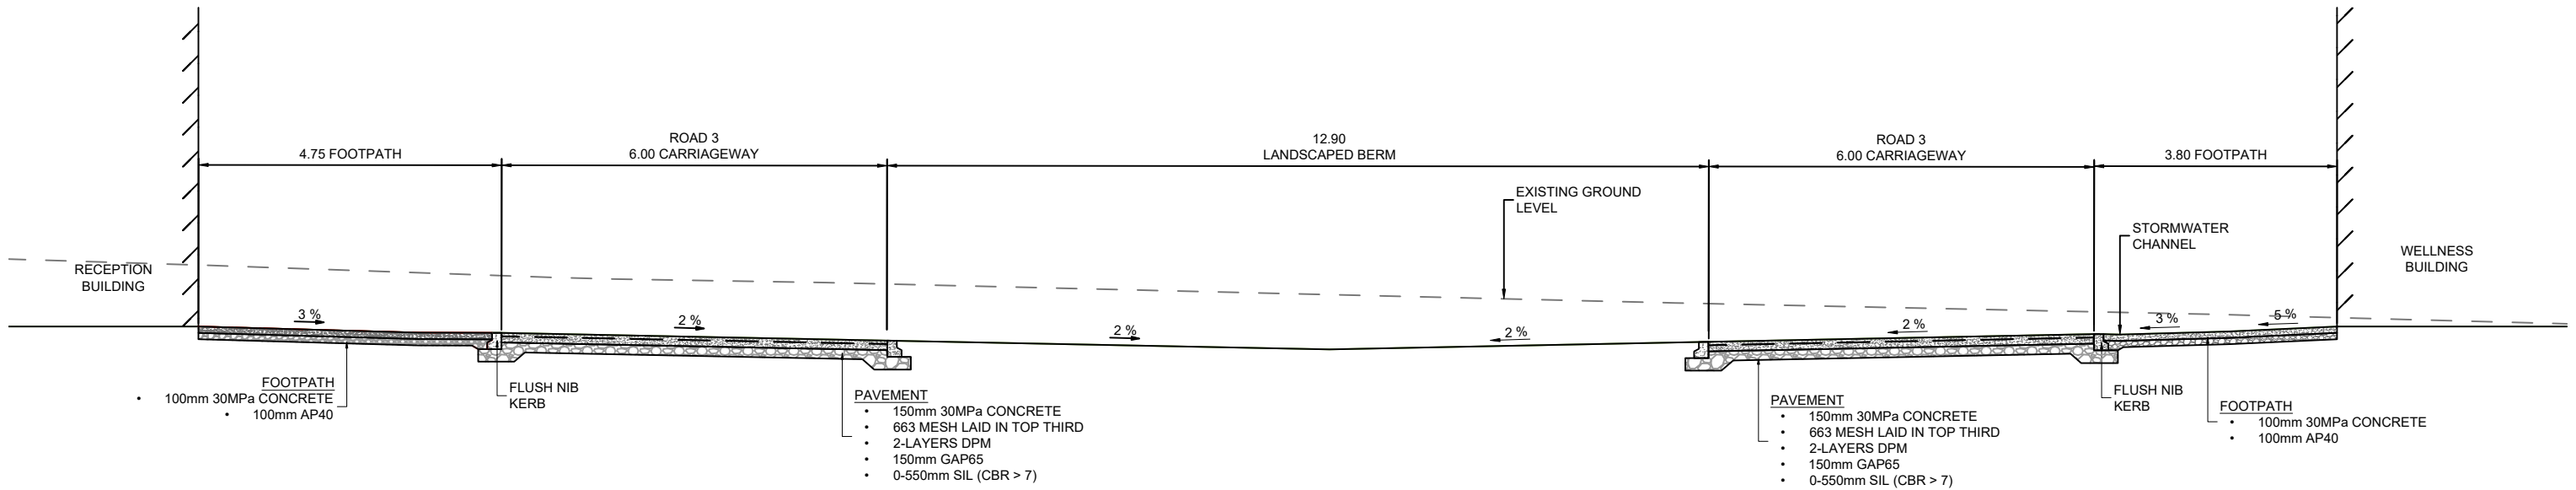 ROAD 3
4.75 FOOTPATH
6.00 CARRIAGEWAY
12.90
LANDSCAPED BERM
ROAD 3
6.00 CARRIAGEWAY
3.80 FOOTPATH
EXISTING GROUND
LEVEL
STORMWATER
CHANNEL
RECEPTION
BUILDING
WELLNESS
BUILDING
3 %
2 %
2 %
2 %
2 %
3 %
5 %
FOOTPATH
• 100mm 30MPa CONCRETE
• 100mm AP40
FLUSH NIB
KERB
PAVEMENT
• 150mm 30MPa CONCRETE
• 663 MESH LAID IN TOP THIRD
• 2-LAYERS DPM
• 150mm GAP65
• 0-550mm SIL (CBR > 7)
PAVEMENT
• 150mm 30MPa CONCRETE
• 663 MESH LAID IN TOP THIRD
• 2-LAYERS DPM
• 150mm GAP65
• 0-550mm SIL (CBR > 7)
FLUSH NIB
KERB
FOOTPATH
• 100mm 30MPa CONCRETE
• 100mm AP40